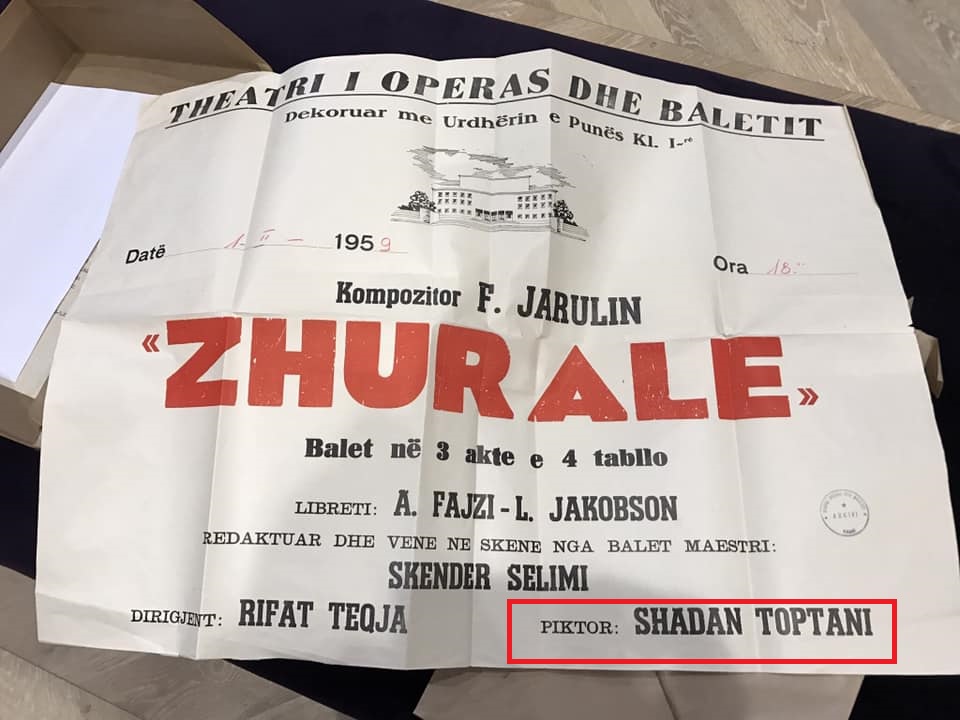 THEATRI I OPERAS DHE BALETIT
Dekoruar me Urdhërin e Punës Kl. I-rë
Datë 1-II- 1959 Ora 18.
Kompozitor F. JARULIN
«ZHURALE»
Balet në 3 akte e 4 tabllo
LIBRETI: A. FAJZI - L. JAKOBSON
REDAKTUAR DHE VENE NE SKENE NGA BALET MAESTRI:
SKENDER SELIMI
DIRIGJENT: RIFAT TEQJA PIKTOR: SHADAN TOPTANI